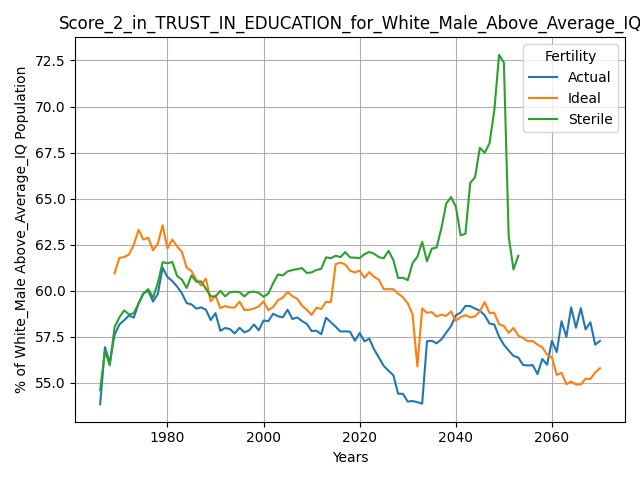 Score_2_in_TRUST_IN_EDUCATION_for_White_Male_Above_Average_IQ
% of White_Male Above_Average_IQ Population
72.5
70.0
67.5
65.0
62.5
60.0
57.5
55.0
Fertility
Actual
Ideal
Sterile
1980
2000
2020
2040
2060
Years